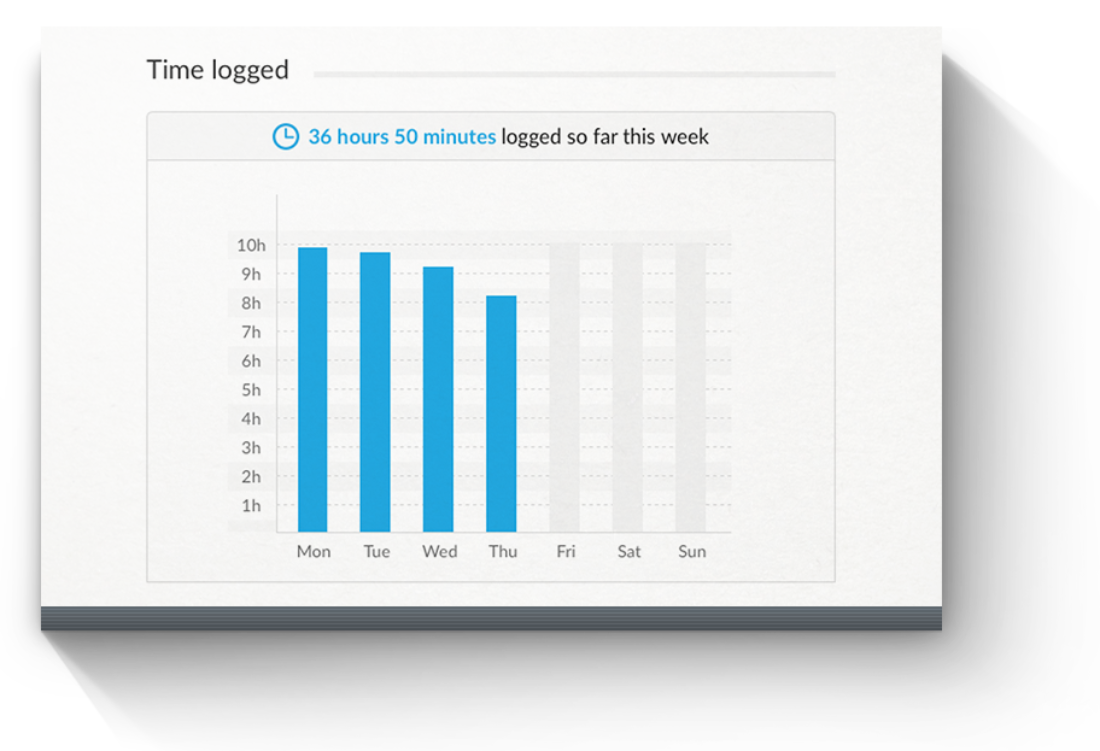 Time logged
36 hours 50 minutes logged so far this week
10h
9h
8h
7h
6h
5h
4h
3h
2h
1h
Mon Tue Wed Thu Fri Sat Sun